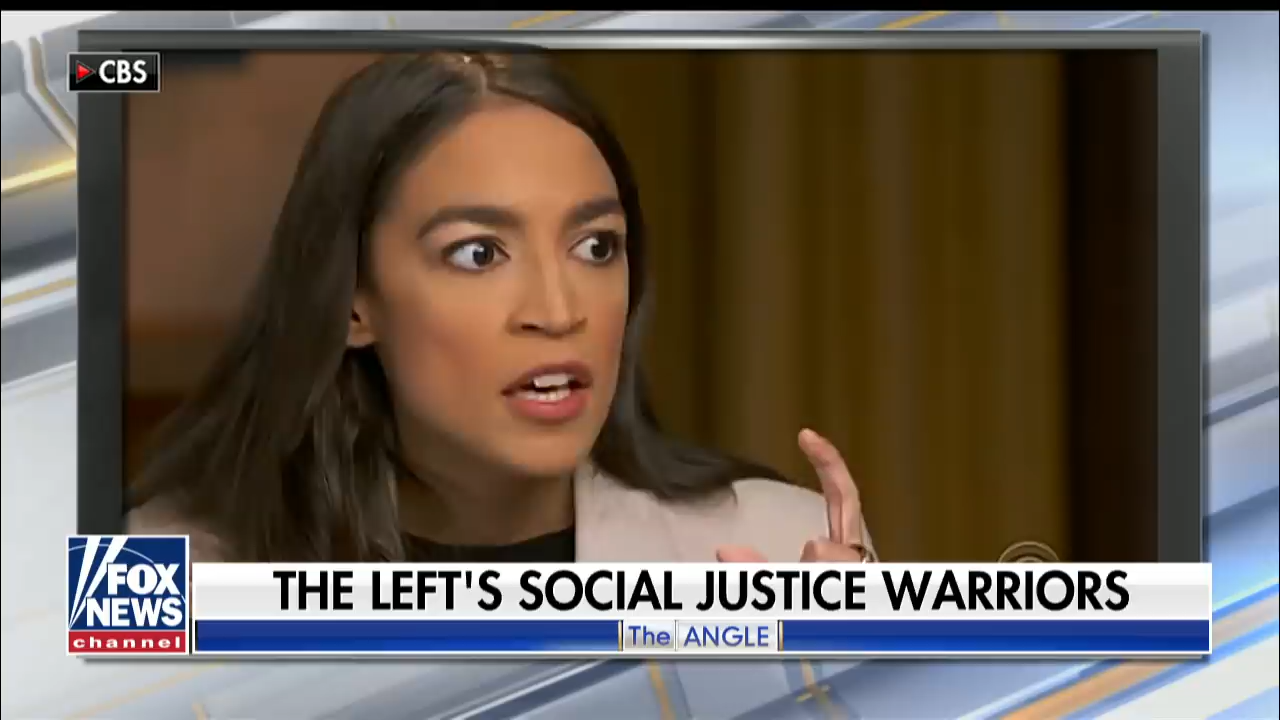 CBS
THE LEFT'S SOCIAL JUSTICE WARRIORS
FOX
NEWS
channel
The ANGLE